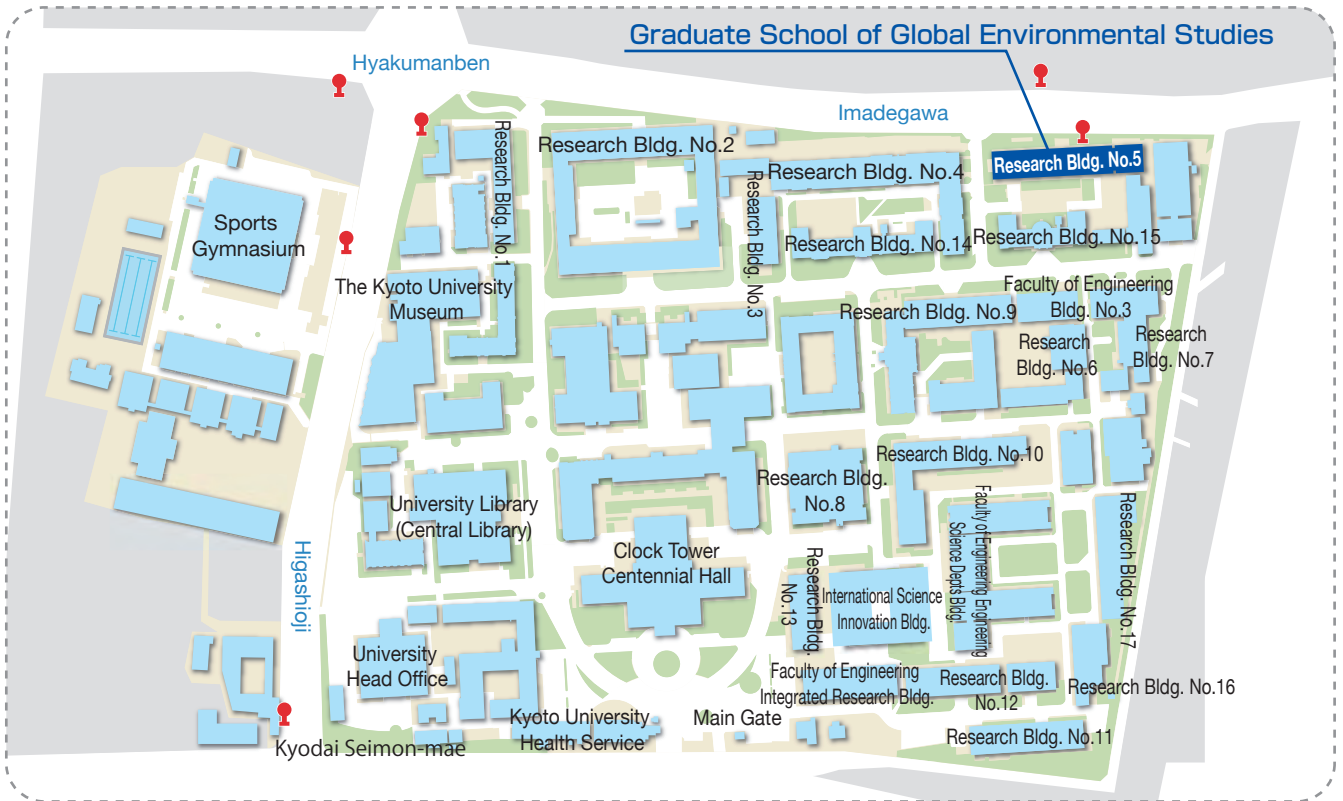 Graduate School of Global Environmental Studies
Hyakumanben
Imadegawa
Research Bldg. No.1
Research Bldg. No.2
Research Bldg. No.3
Research Bldg. No.4
Research Bldg. No.5
Sports
Gymnasium
Research Bldg. No.14
Research Bldg. No.15
The Kyoto University
Museum
Research Bldg. No.9
Faculty of Engineering
Bldg. No.3
Research
Bldg. No.6
Research
Bldg. No.7
University Library
(Central Library)
Research Bldg.
No.8
Research Bldg. No.10
Faculty of Engineering Engineering
Science Depts Bldg.
Research Bldg. No.17
Higashioji
Clock Tower
Centennial Hall
Research Bldg.
No.13
International Science
Innovation Bldg.
University
Head Office
Faculty of Engineering
Integrated Research Bldg.
Research Bldg.
No.12
Research Bldg. No.16
Kyoto University
Health Service
Main Gate
Research Bldg. No.11
Kyodai Seimon-mae